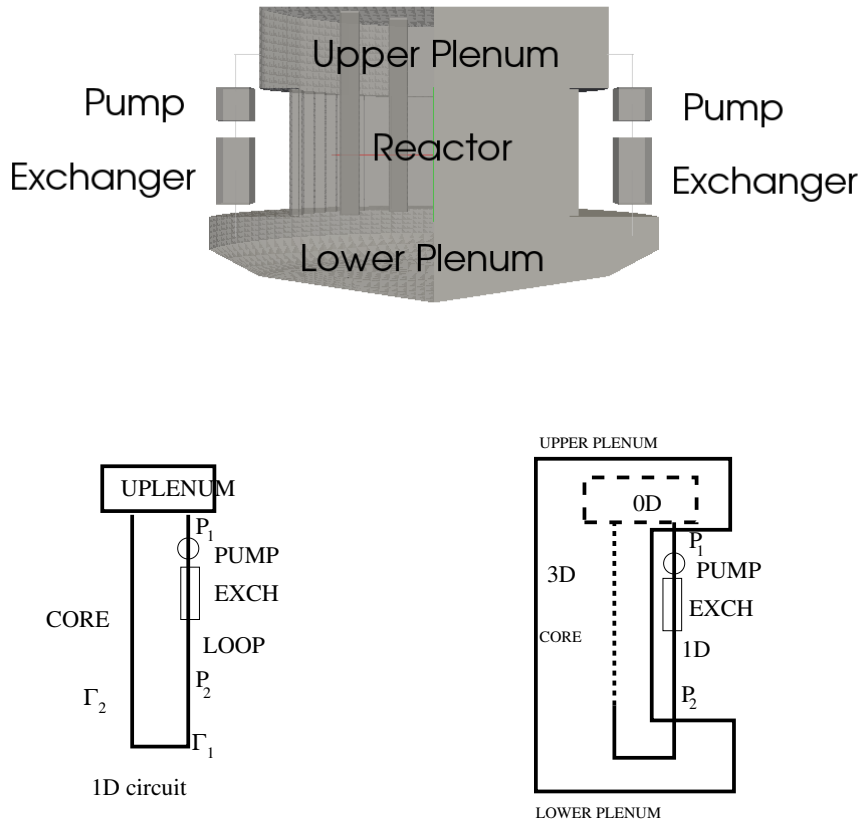 Upper Plenum
Pump
Pump
Reactor
Exchanger
Exchanger
Lower Plenum
UPLENUM
P1
PUMP
EXCH
CORE
LOOP
P2
Γ2
Γ1
1D circuit
UPPER PLENUM
0D
P1
3D
PUMP
EXCH
CORE
1D
P2
LOWER PLENUM